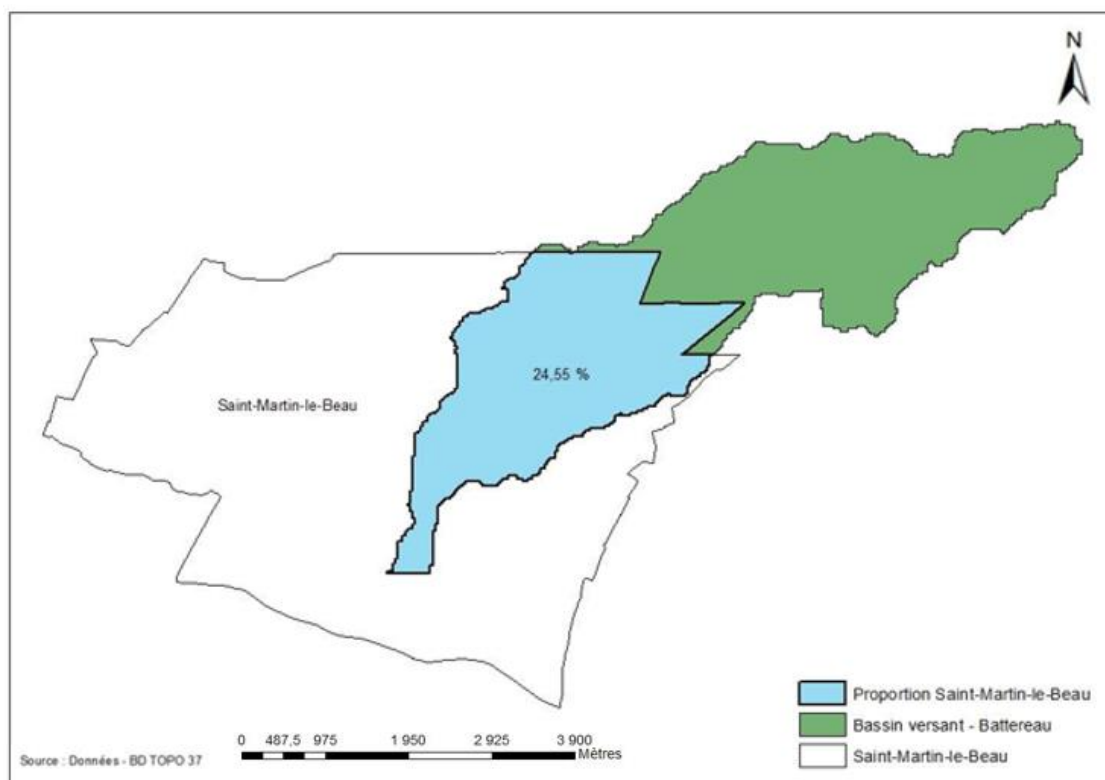 N
24,55 %
Saint-Martin-le-Beau
Proportion Saint-Martin-le-Beau
Bassin versant - Battereau
Saint-Martin-le-Beau
0 487,5 975 1 950 2 925 3 900
Mètres
Source : Données - BD TOPO 37